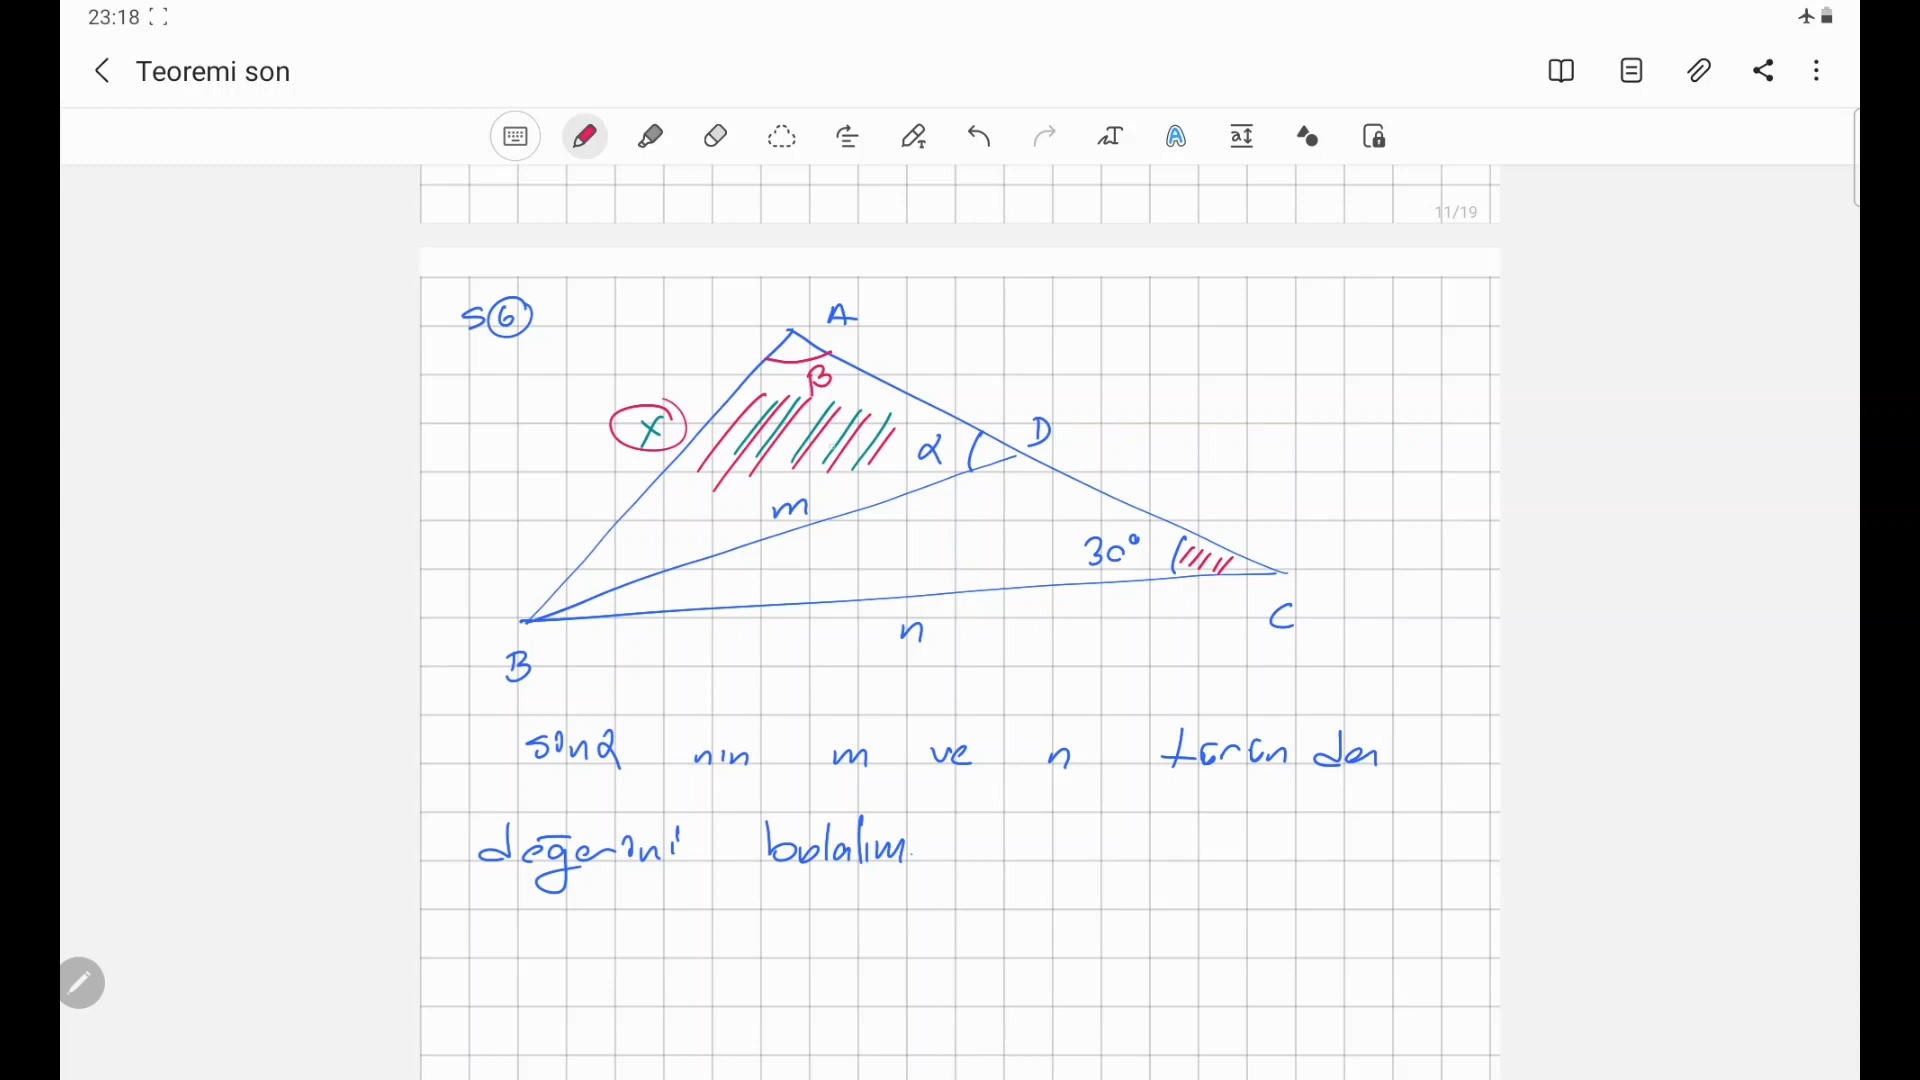 23:18
Teoremi son
11/19
S6
A
β
x
α
D
m
30°
n
C
B
sinα nın m ve n türünden
değerini bulalım.